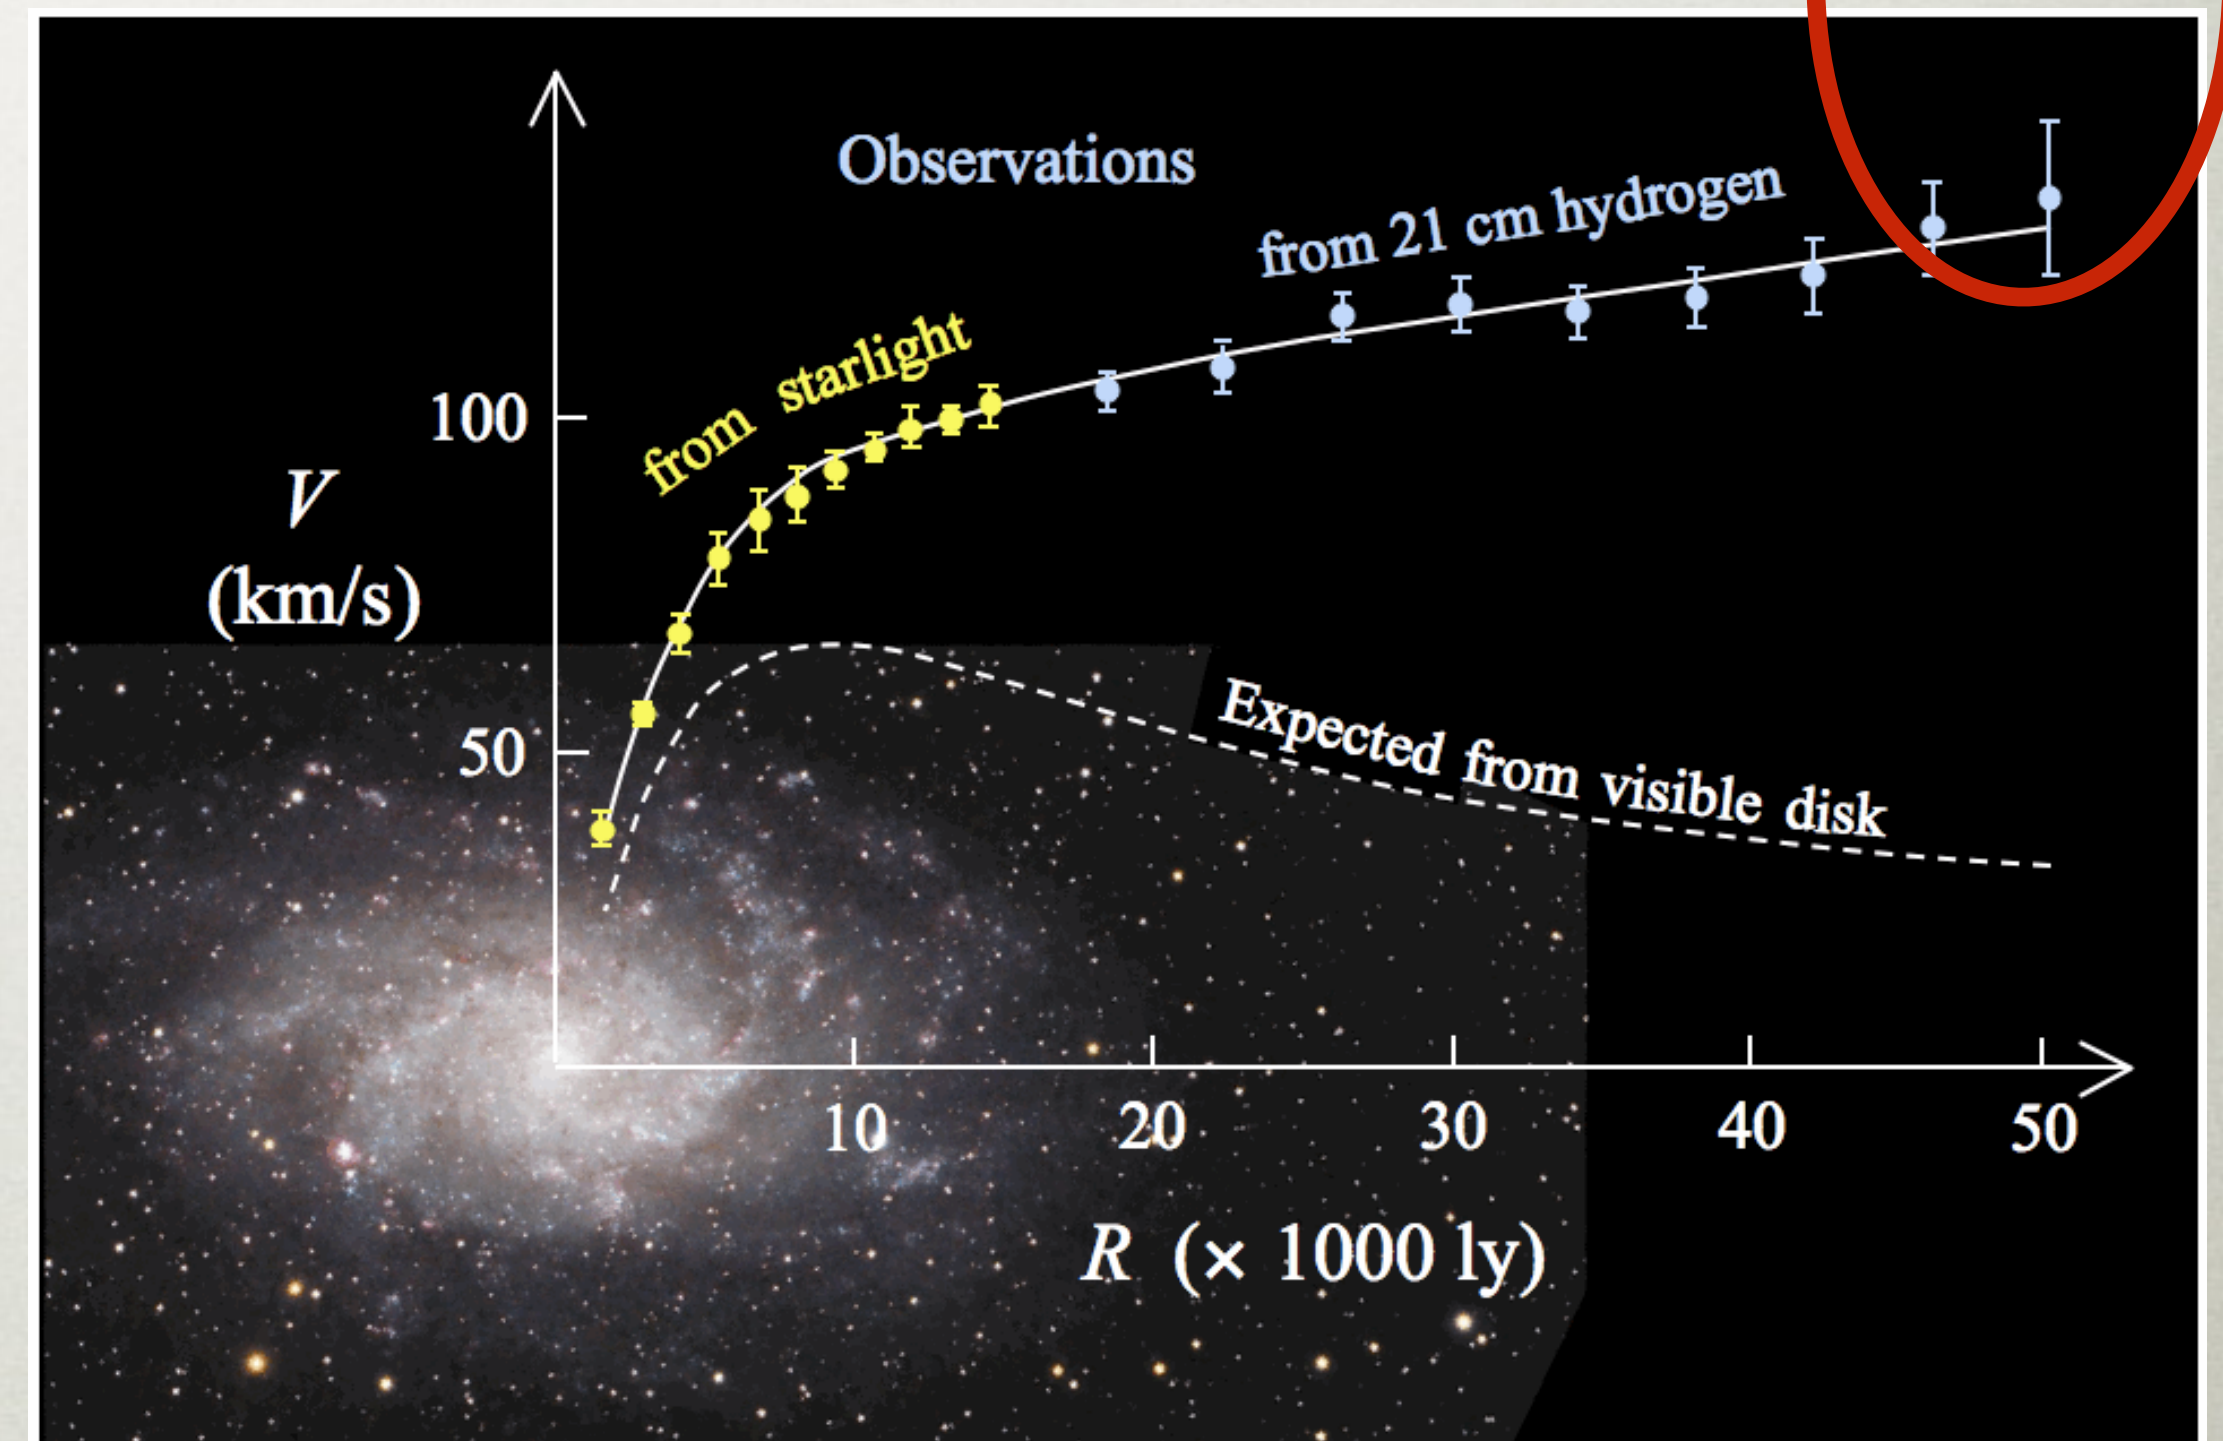 Observations
from 21 cm hydrogen
from starlight
100
V
(km/s)
50
Expected from visible disk
10 20 30 40 50
R (× 1000 ly)